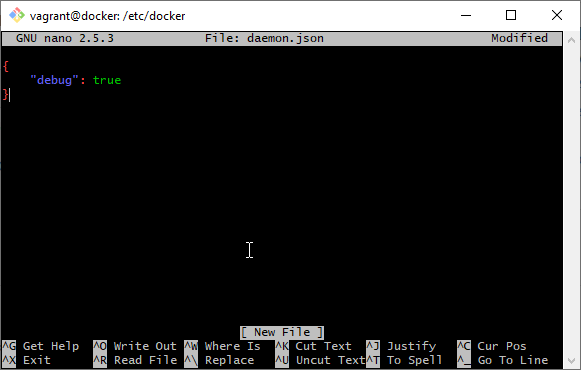 vagrant@docker: /etc/docker
GNU nano 2.5.3 File: daemon.json Modified
{
"debug": true
}
[ New File ]
^G Get Help ^O Write Out ^W Where Is ^K Cut Text ^J Justify ^C Cur Pos
^X Exit ^R Read File ^\ Replace ^U Uncut Text ^T To Spell ^_ Go To Line